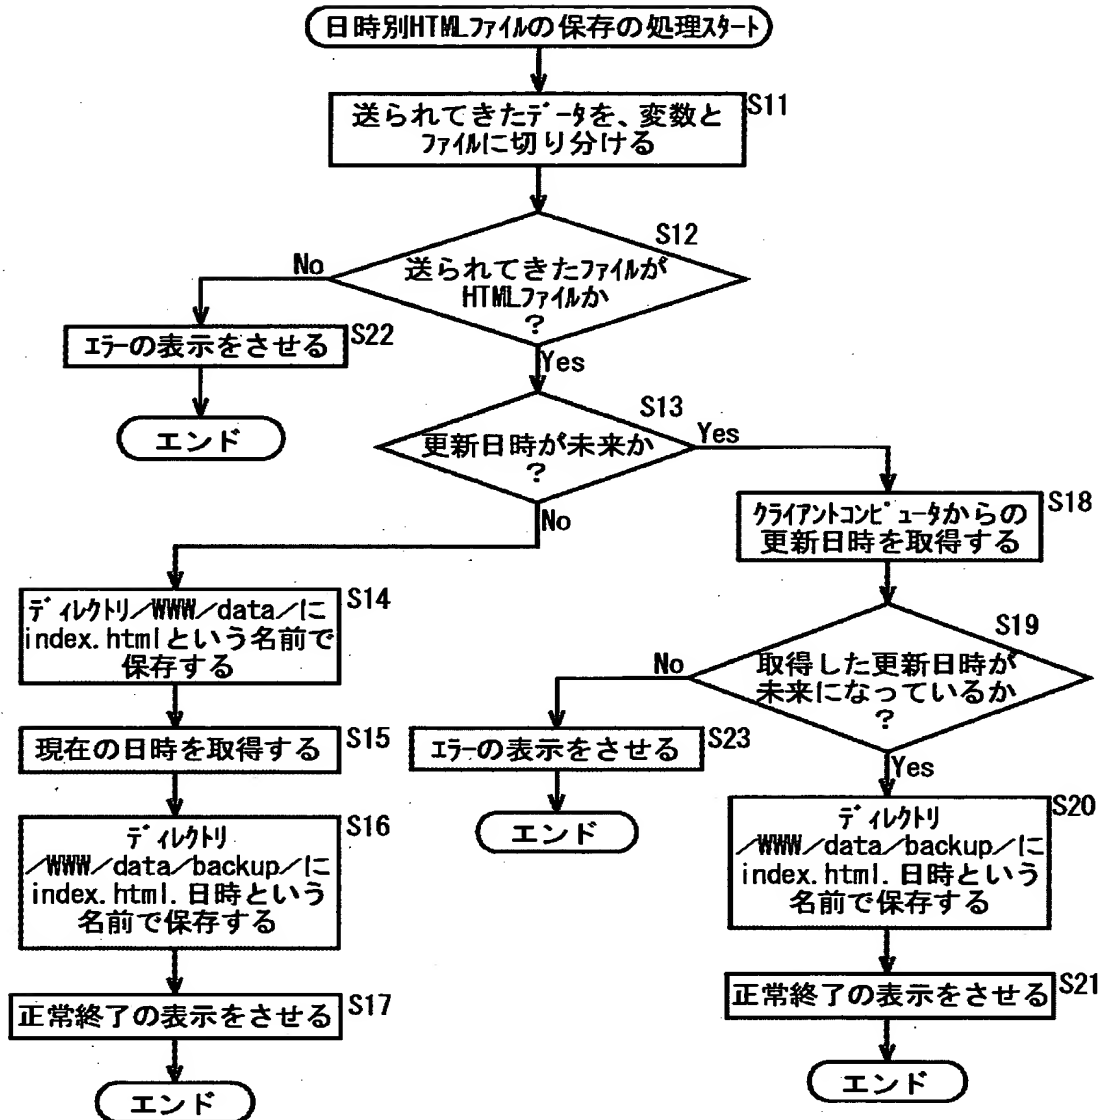 日時別HTMLファイルの保存の処理スタート
S11
送られてきたデータを、変数と
ファイルに切り分ける
S12
送られてきたファイルが
HTMLファイルか
?
No
Yes
エラーの表示をさせる
S22
エンド
S13
更新日時が未来か
?
Yes
No
クライアントコンピュータからの
更新日時を取得する
S18
ディレクトリ/WWW/data/に
index.htmlという名前で
保存する
S14
S19
取得した更新日時が
未来になっているか
?
No
Yes
現在の日時を取得する
S15
エラーの表示をさせる
S23
エンド
ディレクトリ
/WWW/data/backup/に
index.html.日時という
名前で保存する
S16
ディレクトリ
/WWW/data/backup/に
index.html.日時という
名前で保存する
S20
正常終了の表示をさせる
S17
正常終了の表示をさせる
S21
エンド
エンド